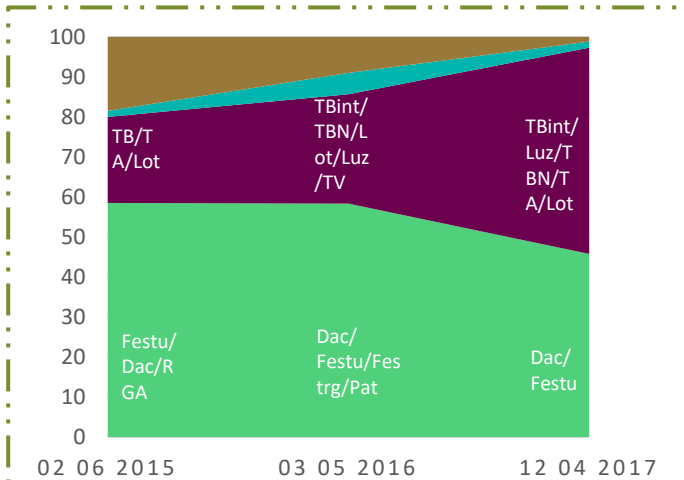 100
90
80
70
60
50
40
30
20
10
0
TB/T
A/Lot
TBint/
TBN/L
ot/Luz
/TV
TBint/
Luz/T
BN/T
A/Lot
Festu/
Dac/R
GA
Dac/
Festu/Fes
trg/Pat
Dac/
Festu
02 06 2015
03 05 2016
12 04 2017